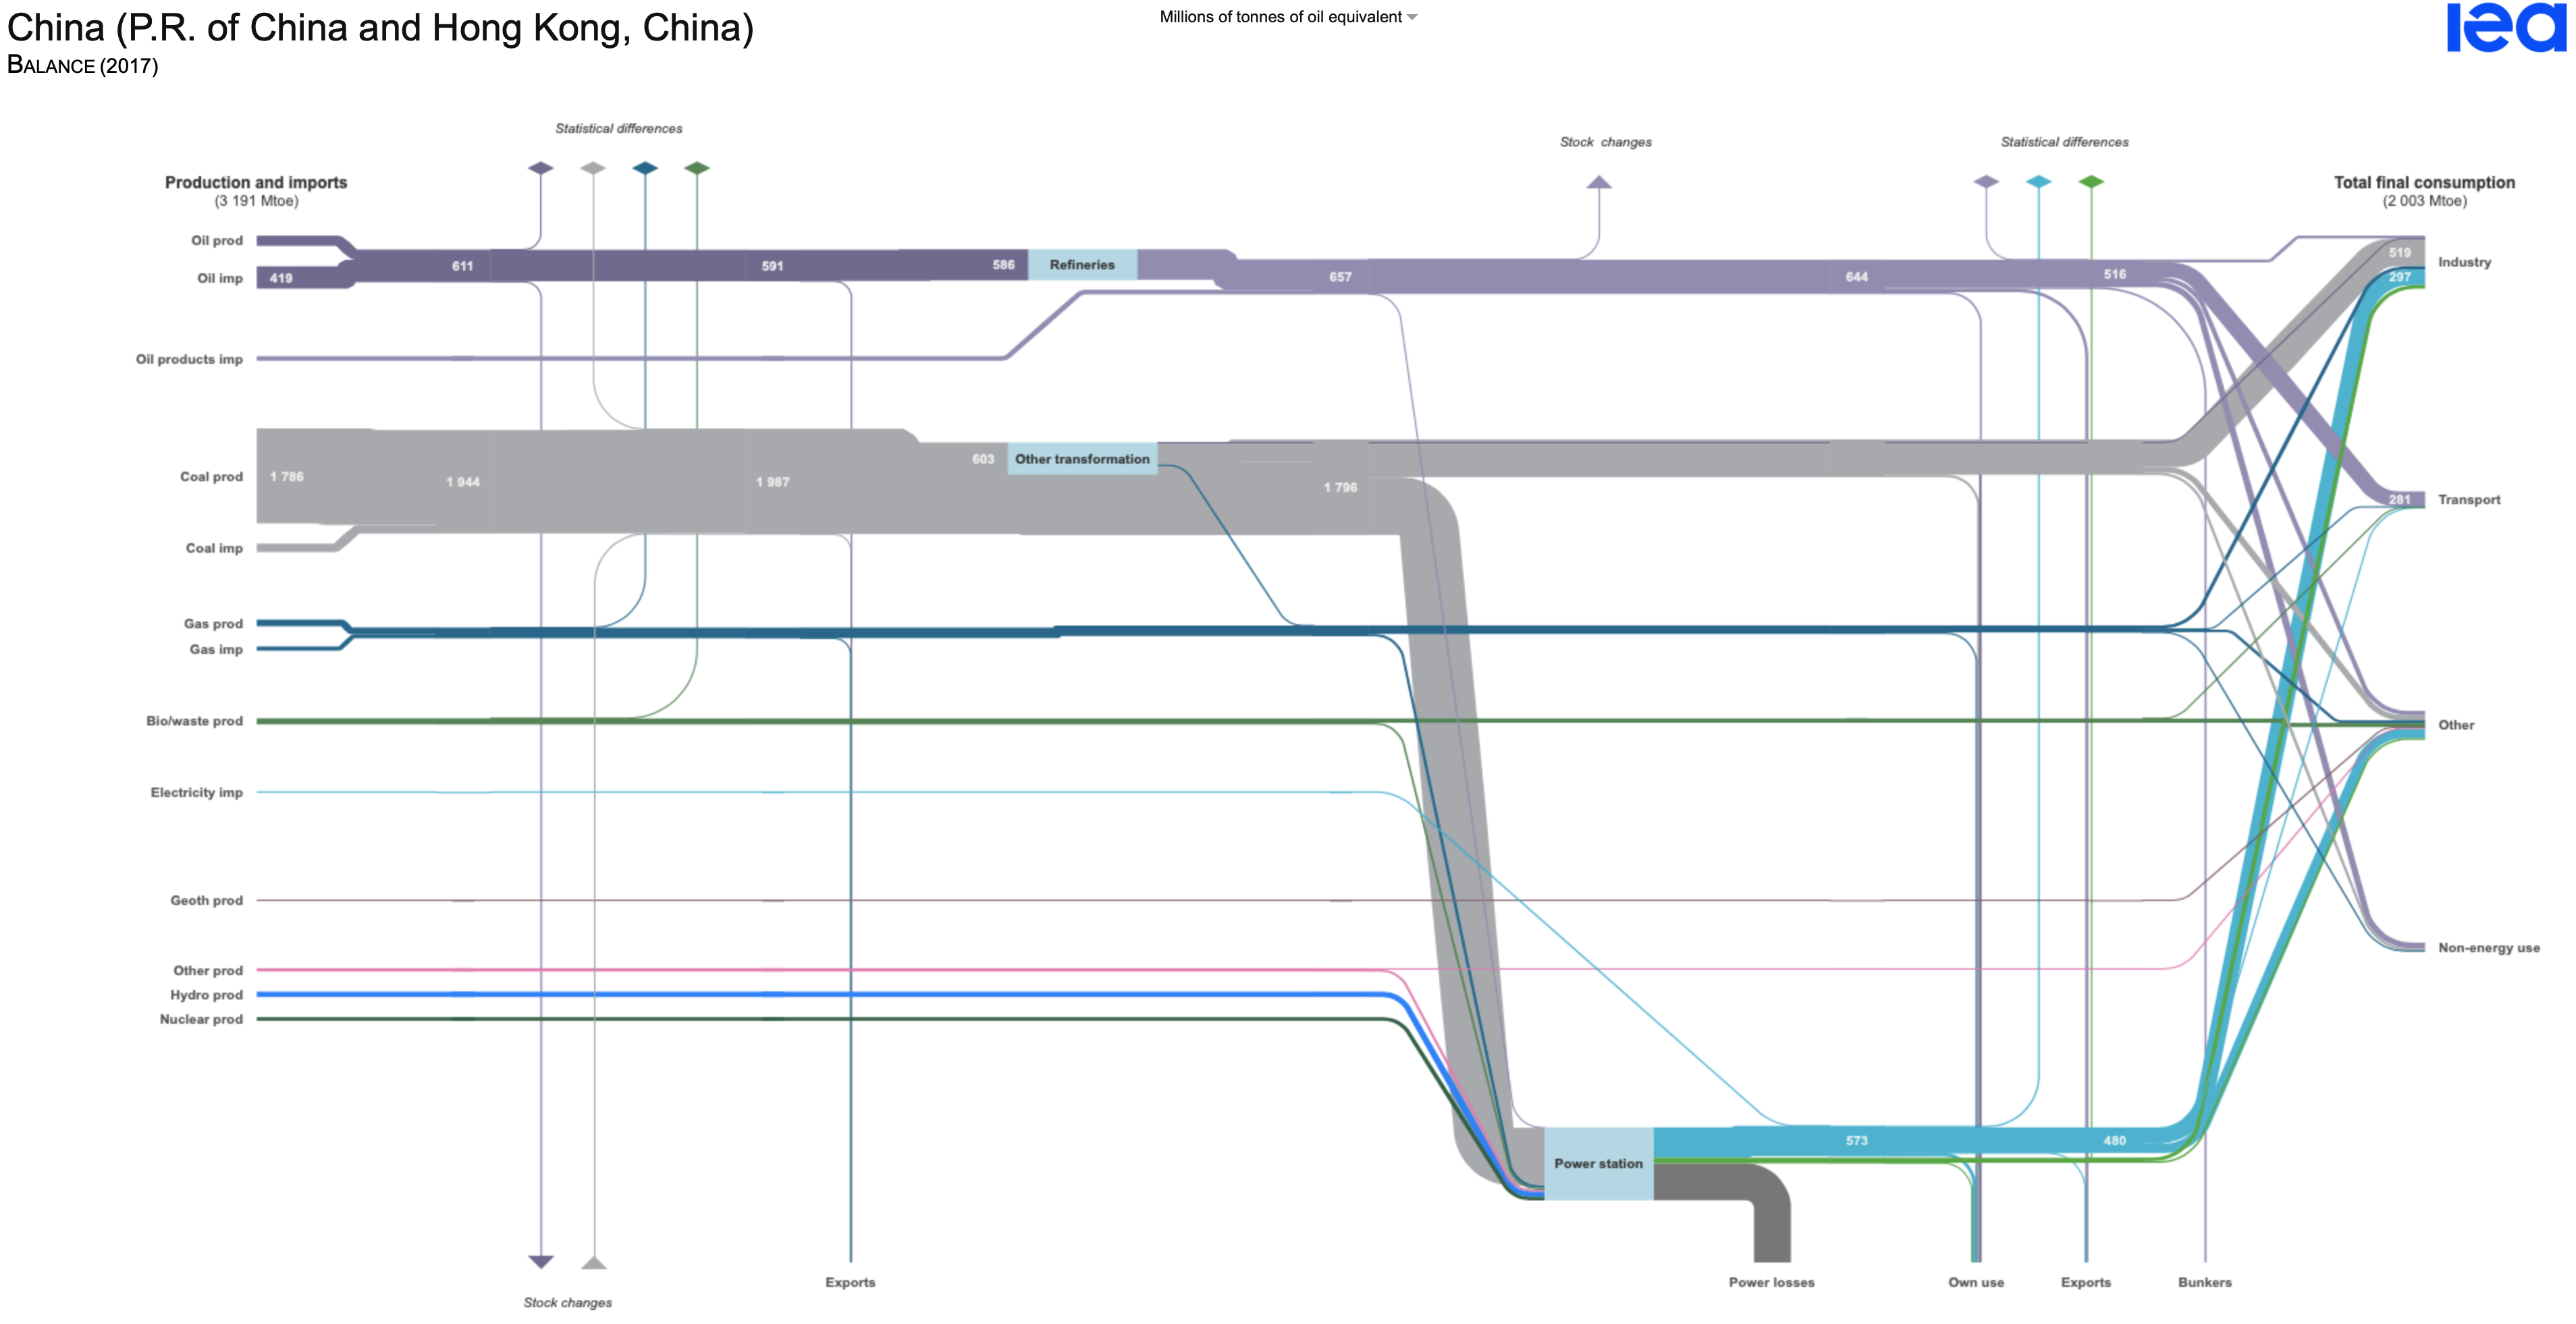 China (P.R. of China and Hong Kong, China)
BALANCE (2017)
Millions of tonnes of oil equivalent
iea
Statistical differences
Stock changes
Statistical differences
Production and imports
(3 191 Mtoe)
Total final consumption
(2 003 Mtoe)
Oil prod
Oil imp
419
611
591
586
Refineries
657
644
516
519
297
Industry
Oil products imp
Coal prod
1 786
1 944
1 987
603
Other transformation
1 796
281
Transport
Coal imp
Gas prod
Gas imp
Bio/waste prod
Other
Electricity imp
Geoth prod
Non-energy use
Other prod
Hydro prod
Nuclear prod
Power station
573
480
Stock changes
Exports
Power losses
Own use
Exports
Bunkers